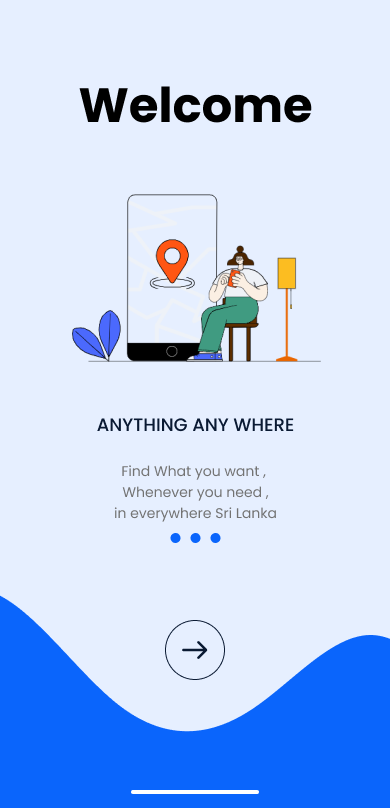 Welcome
ANYTHING ANY WHERE
Find What you want ,
Whenever you need ,
in everywhere Sri Lanka